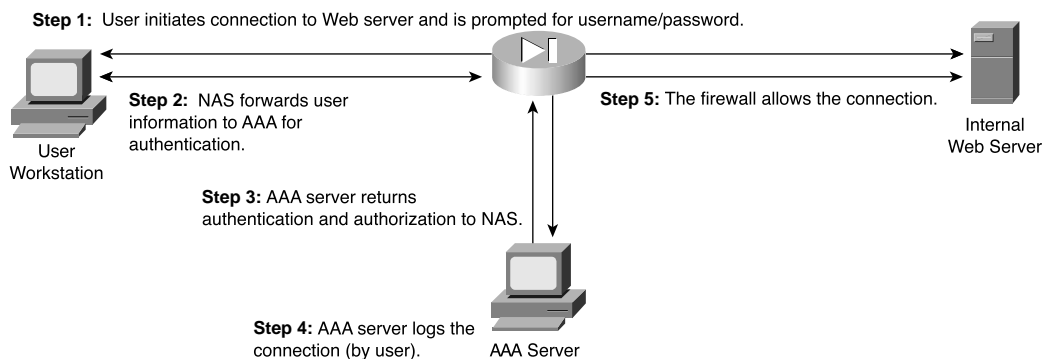 Step 1: User initiates connection to Web server and is prompted for username/password.
Step 2: NAS forwards user
information to AAA for
authentication.
Step 5: The firewall allows the connection.
User
Workstation
Internal
Web Server
Step 3: AAA server returns
authentication and authorization to NAS.
Step 4: AAA server logs the
connection (by user).
AAA Server